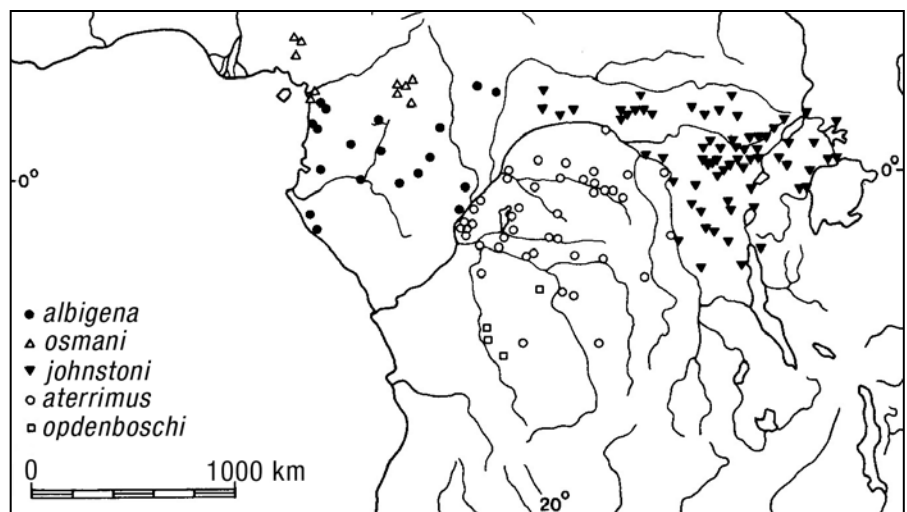 0°
0°
● albigena
△ osmani
▼ johnstoni
○ aterrimus
□ opdenboschi
0 1000 km
20°